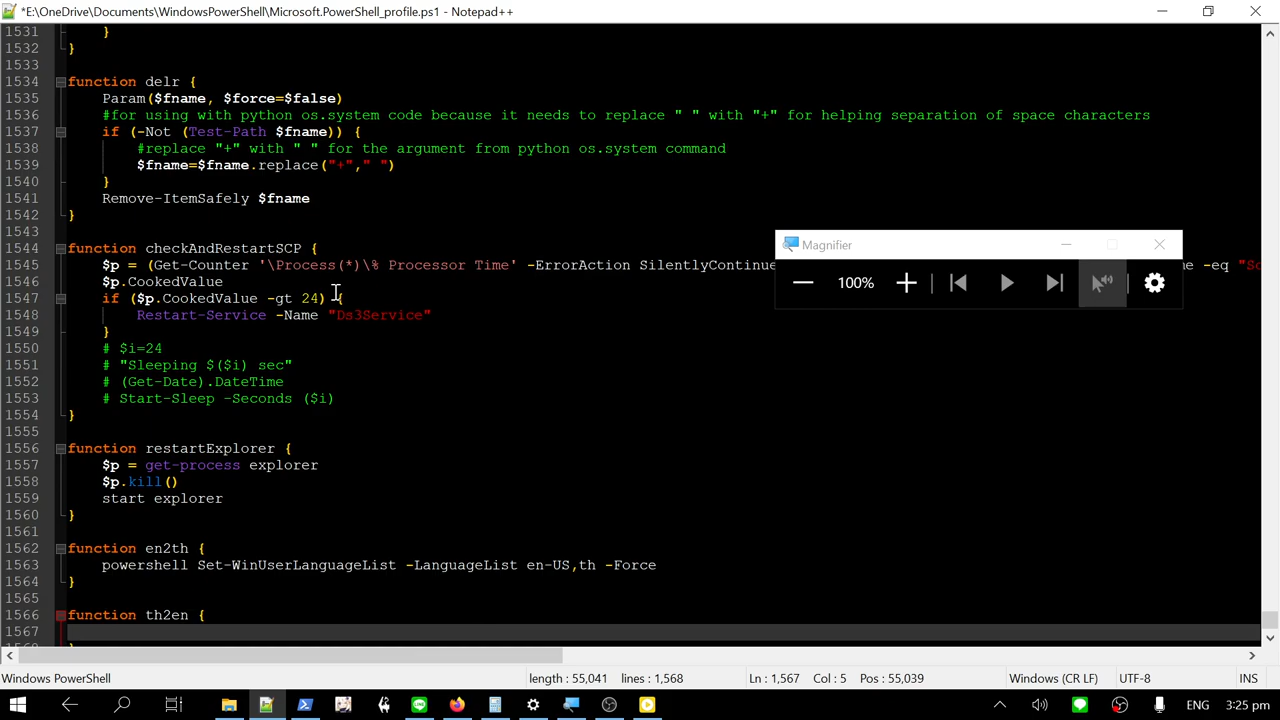 *E:\OneDrive\Documents\WindowsPowerShell\Microsoft.PowerShell_profile.ps1 - Notepad++
1531 }
1532 }
1533
1534 function delr {
1535 Param($fname, $force=$false)
1536 #for using with python os.system code because it needs to replace " " with "+" for helping separation of space characters
1537 if (-Not (Test-Path $fname)) {
1538 #replace "+" with " " for the argument from python os.system command
1539 $fname=$fname.replace("+"," ")
1540 }
1541 Remove-ItemSafely $fname
1542 }
1543
1544 function checkAndRestartSCP {
1545 $p = (Get-Counter '\Process(*)\% Processor Time' -ErrorAction SilentlyContinue
-eq "Sc
1546 $p.CookedValue
1547 if ($p.CookedValue -gt 24) {
1548 Restart-Service -Name "Ds3Service"
1549 }
1550 # $i=24
1551 # "Sleeping $($i) sec"
1552 # (Get-Date).DateTime
1553 # Start-Sleep -Seconds ($i)
1554 }
1555
1556 function restartExplorer {
1557 $p = get-process explorer
1558 $p.kill()
1559 start explorer
1560 }
1561
1562 function en2th {
1563 powershell Set-WinUserLanguageList -LanguageList en-US,th -Force
1564 }
1565
1566 function th2en {
1567
1568
Magnifier
100%
Windows PowerShell length : 55,041 lines : 1,568 Ln : 1,567 Col : 5 Pos : 55,039 Windows (CR LF) UTF-8 INS
ENG 3:25 pm